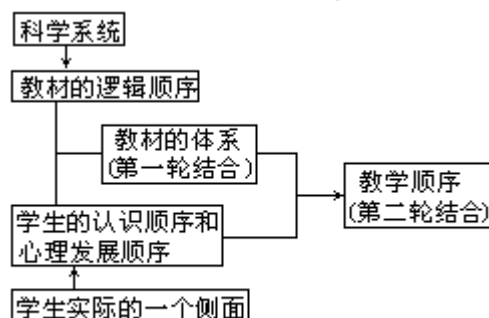 科学系统
教材的逻辑顺序
教材的体系
(第一轮结合)
教学顺序
(第二轮结合)
学生的认识顺序和
心理发展顺序
学生实际的一个侧面